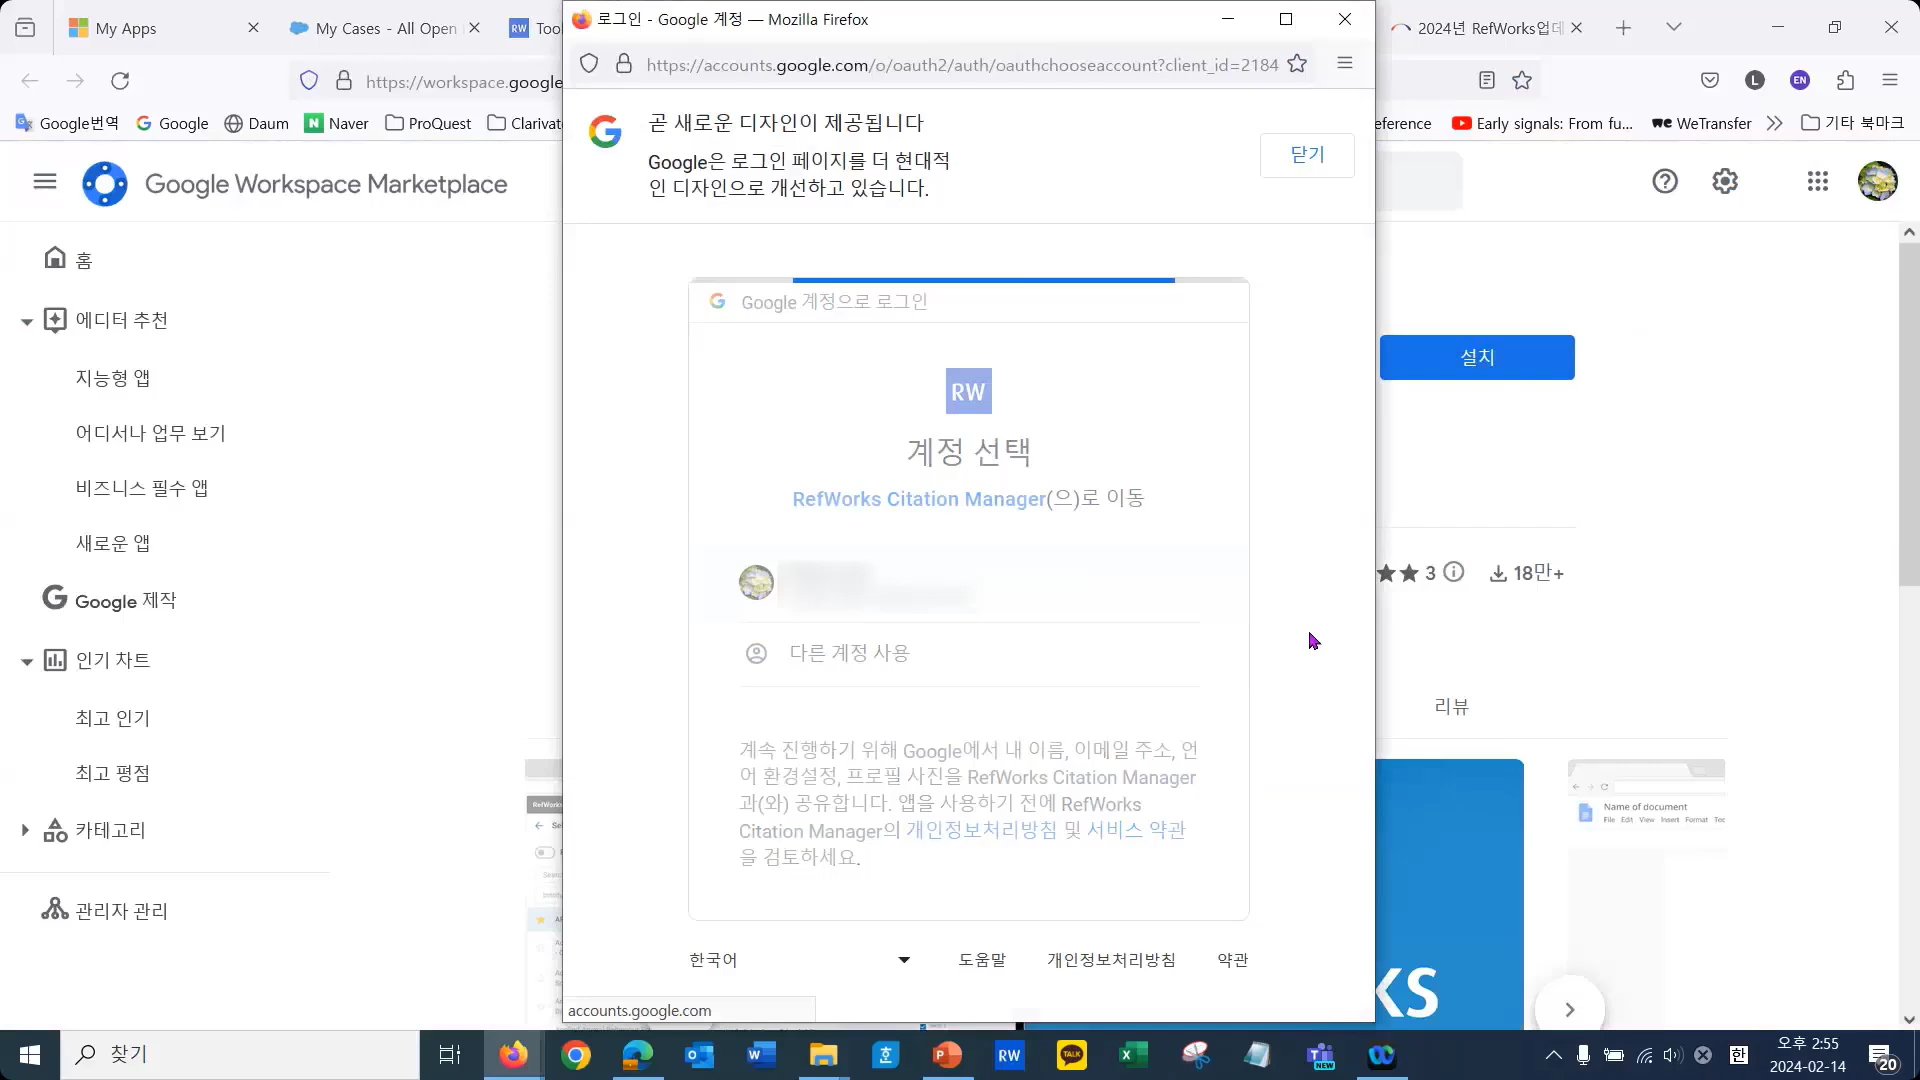 My Apps
My Cases - All Open
RW
로그인 - Google 계정 — Mozilla Firefox
2024년 RefWorks업데
https://workspace.google
https://accounts.google.com/o/oauth2/auth/oauthchooseaccount?client_id=2184
L
EN
Google번역
Google
Daum
Naver
ProQuest
Early signals: From fu...
WeTransfer
기타 북마크
곧 새로운 디자인이 제공됩니다
Google은 로그인 페이지를 더 현대적
인 디자인으로 개선하고 있습니다.
닫기
Google Workspace Marketplace
홈
에디터 추천
지능형 앱
어디서나 업무 보기
비즈니스 필수 앱
새로운 앱
Google 제작
인기 차트
최고 인기
최고 평점
카테고리
관리자 관리
Google 계정으로 로그인
RW
계정 선택
RefWorks Citation Manager(으)로 이동
다른 계정 사용
계속 진행하기 위해 Google에서 내 이름, 이메일 주소, 언
어 환경설정, 프로필 사진을 RefWorks Citation Manager
과(와) 공유합니다. 앱을 사용하기 전에 RefWorks
Citation Manager의 개인정보처리방침 및 서비스 약관
을 검토하세요.
한국어
도움말
개인정보처리방침
약관
accounts.google.com
설치
3
18만+
리뷰
Name of document
File Edit View Insert Format
KS
찾기
RW
TALK
NEW
한
오후 2:55
2024-02-14
20